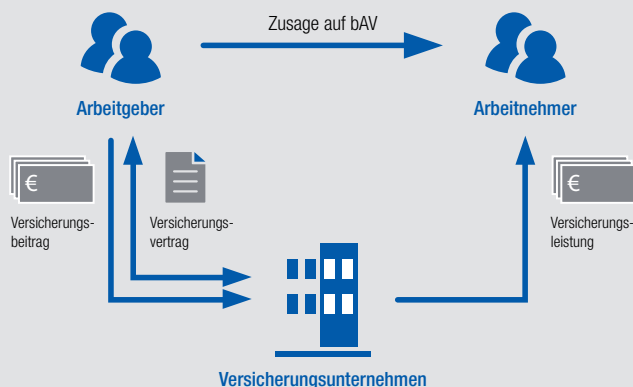 Zusage auf bAV
Arbeitgeber
Arbeitnehmer
€
Versicherungs-
beitrag
Versicherungs-
vertrag
€
Versicherungs-
leistung
Versicherungsunternehmen